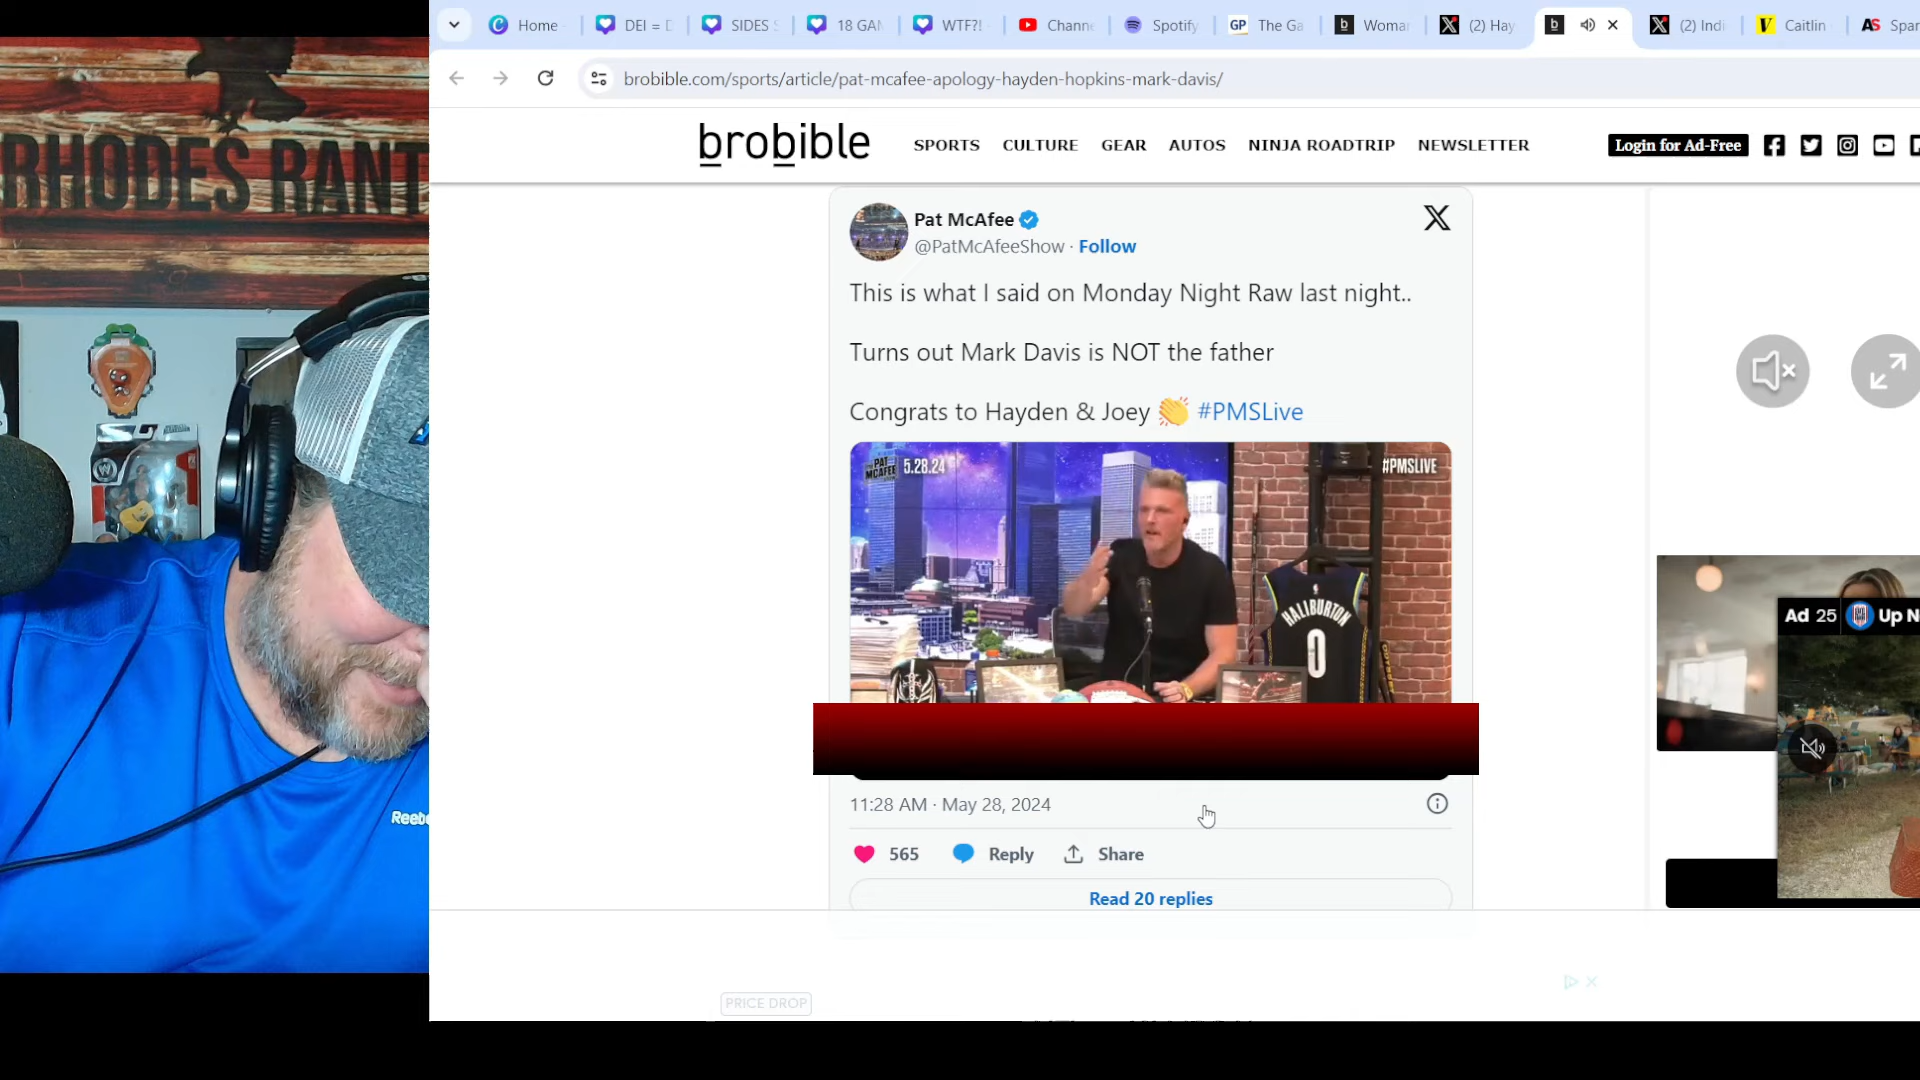 RHODES RANT
Home
DEI = D
SIDES
18 GAN
WTF?!
Channe
Spotify
GP The Ga
b Woma
(2) Hay
b
(2) Indi
Caitlin
AS Spar
brobible.com/sports/article/pat-mcafee-apology-hayden-hopkins-mark-davis/
brobible
SPORTS CULTURE GEAR AUTOS NINJA ROADTRIP NEWSLETTER
Login for Ad-Free
Pat McAfee
@PatMcAfeeShow · Follow
This is what I said on Monday Night Raw last night..
Turns out Mark Davis is NOT the father
Congrats to Hayden & Joey 👏 #PMSLive
PAT MCAFEE 5.28.24
#PMSLIVE
HALIBURTON
0
Ad 25 Up N
11:28 AM · May 28, 2024
565 Reply Share
Read 20 replies
Reebo
PRICE DROP